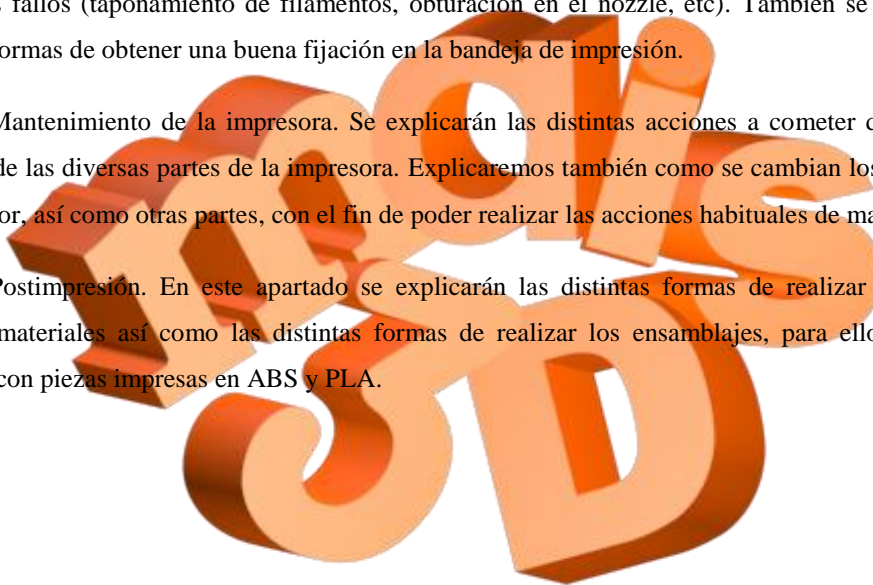 fallos (taponamiento de filamentos, obturación en el nozzle, etc). También se
ormas de obtener una buena fijación en la bandeja de impresión.
Mantenimiento de la impresora. Se explicarán las distintas acciones a cometer
de las diversas partes de la impresora. Explicaremos también como se cambian los
or, así como otras partes, con el fin de poder realizar las acciones habituales de ma
Postimpresión. En este apartado se explicarán las distintas formas de realizar
materiales así como las distintas formas de realizar los ensamblajes, para ello
con piezas impresas en ABS y PLA.
mais
3D